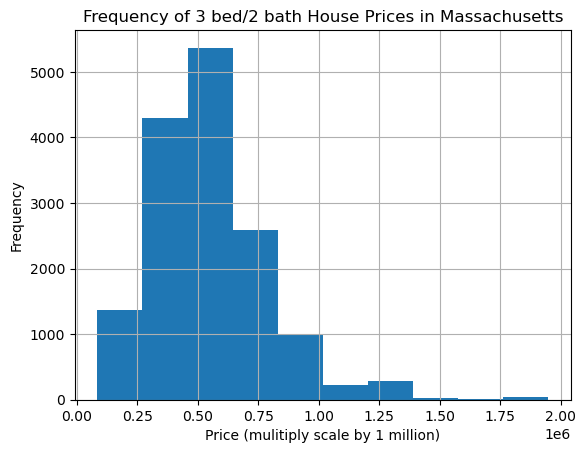 Frequency of 3 bed/2 bath House Prices in Massachusetts
5000
4000
3000
2000
1000
0
Frequency
0.00 0.25 0.50 0.75 1.00 1.25 1.50 1.75 2.00
1e6
Price (mulitiply scale by 1 million)